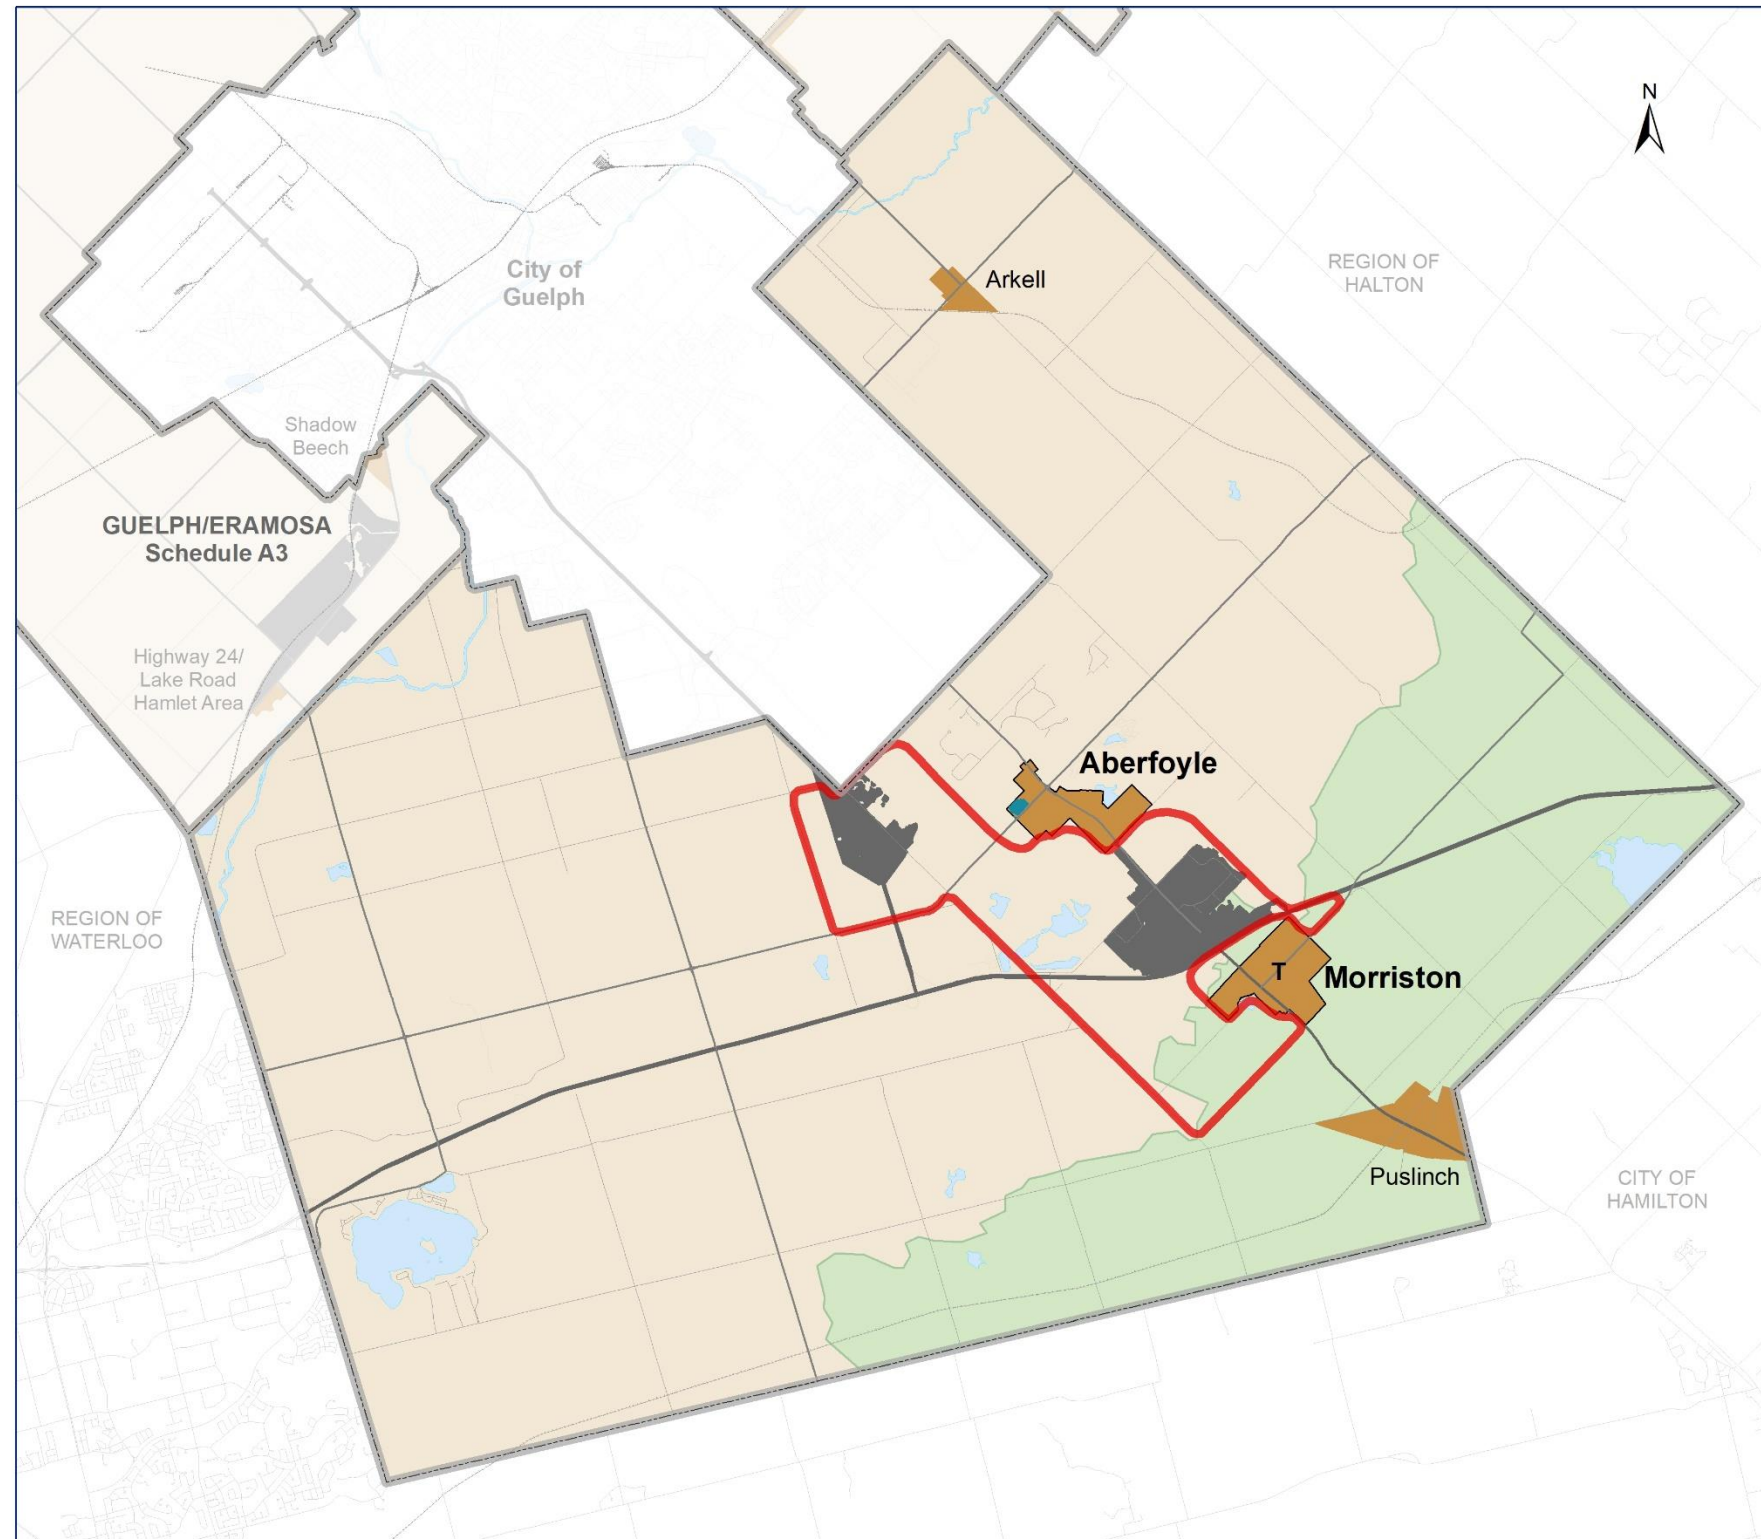 N
City of
Guelph
Arkell
REGION OF
HALTON
Shadow
Beech
GUELPH/ERAMOSA
Schedule A3
Highway 24/
Lake Road
Hamlet Area
Aberfoyle
REGION OF
WATERLOO
T
Morriston
Puslinch
CITY OF
HAMILTON